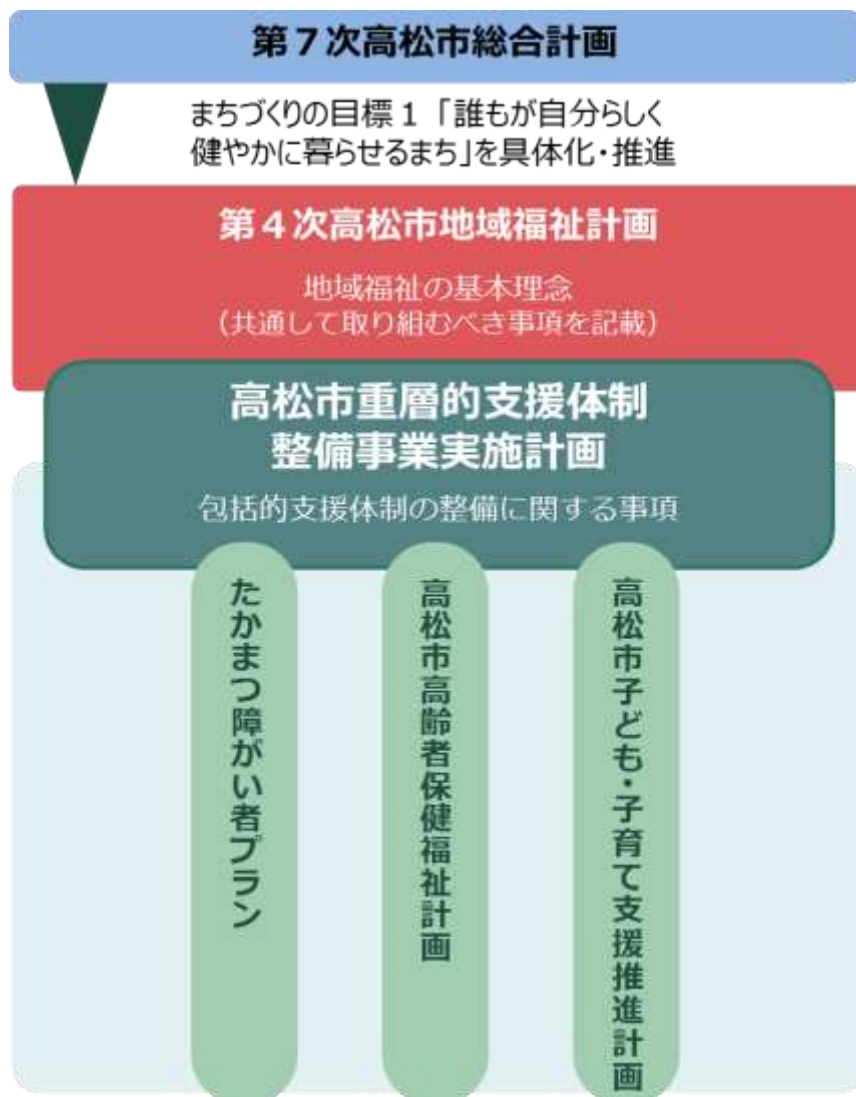 第７次高松市総合計画
まちづくりの目標１「誰もが自分らしく
健やかに暮らせるまち」を具体化・推進
第４次高松市地域福祉計画
地域福祉の基本理念
（共通して取り組むべき事項を記載）
高松市重層的支援体制
整備事業実施計画
包括的支援体制の整備に関する事項
たかまつ障がい者プラン
高松市高齢者保健福祉計画
高松市子ども・子育て支援推進計画